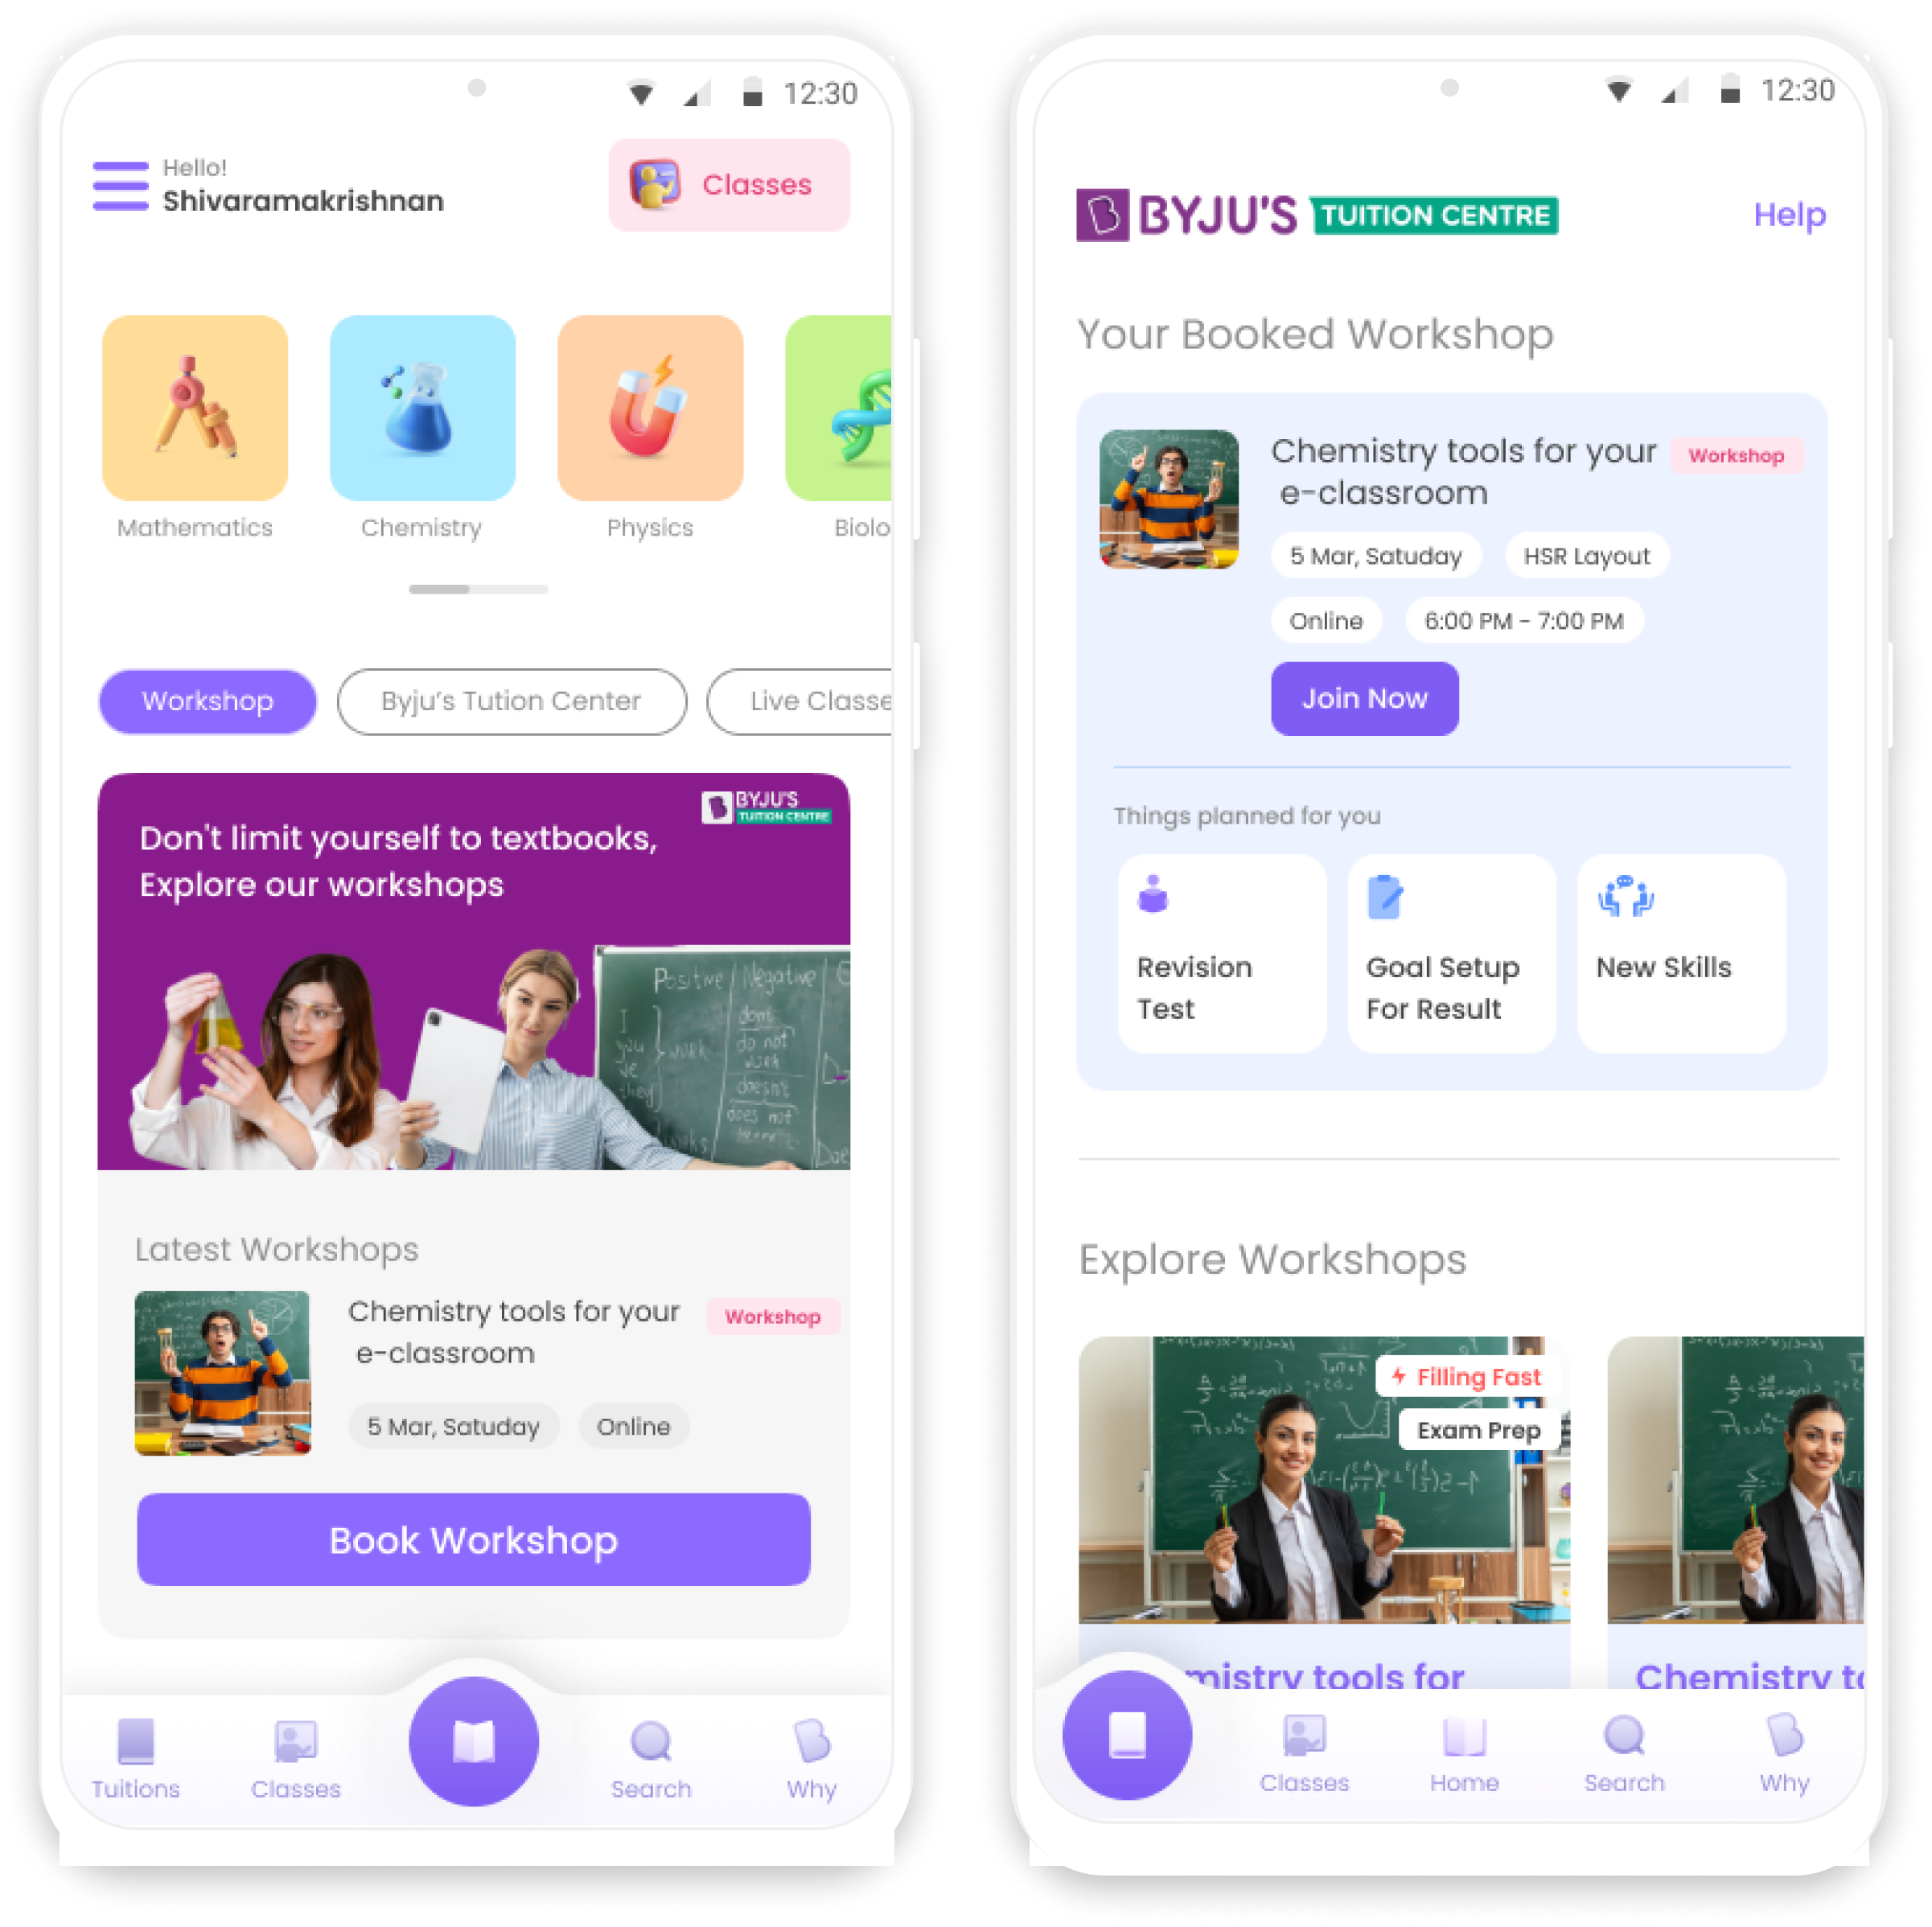 12:30
Hello!
Shivaramakrishnan
Classes
Mathematics
Chemistry
Physics
Biolo
Workshop
Byju's Tution Center
Live Classe
BYJU'S
TUITION CENTRE
Don't limit yourself to textbooks,
Explore our workshops
Positive Negative
I
you
we
they
work
don't
do not
work
doesn't
does not
Doe
Latest Workshops
Chemistry tools for your
e-classroom
Workshop
5 Mar, Satuday
Online
Book Workshop
Tuitions
Classes
Search
Why
12:30
BYJU'S TUITION CENTRE
Help
Your Booked Workshop
Chemistry tools for your
e-classroom
Workshop
5 Mar, Satuday
HSR Layout
Online
6:00 PM - 7:00 PM
Join Now
Things planned for you
Revision
Test
Goal Setup
For Result
New Skills
Explore Workshops
Filling Fast
Exam Prep
mistry tools for
Chemistry to
Classes
Home
Search
Why